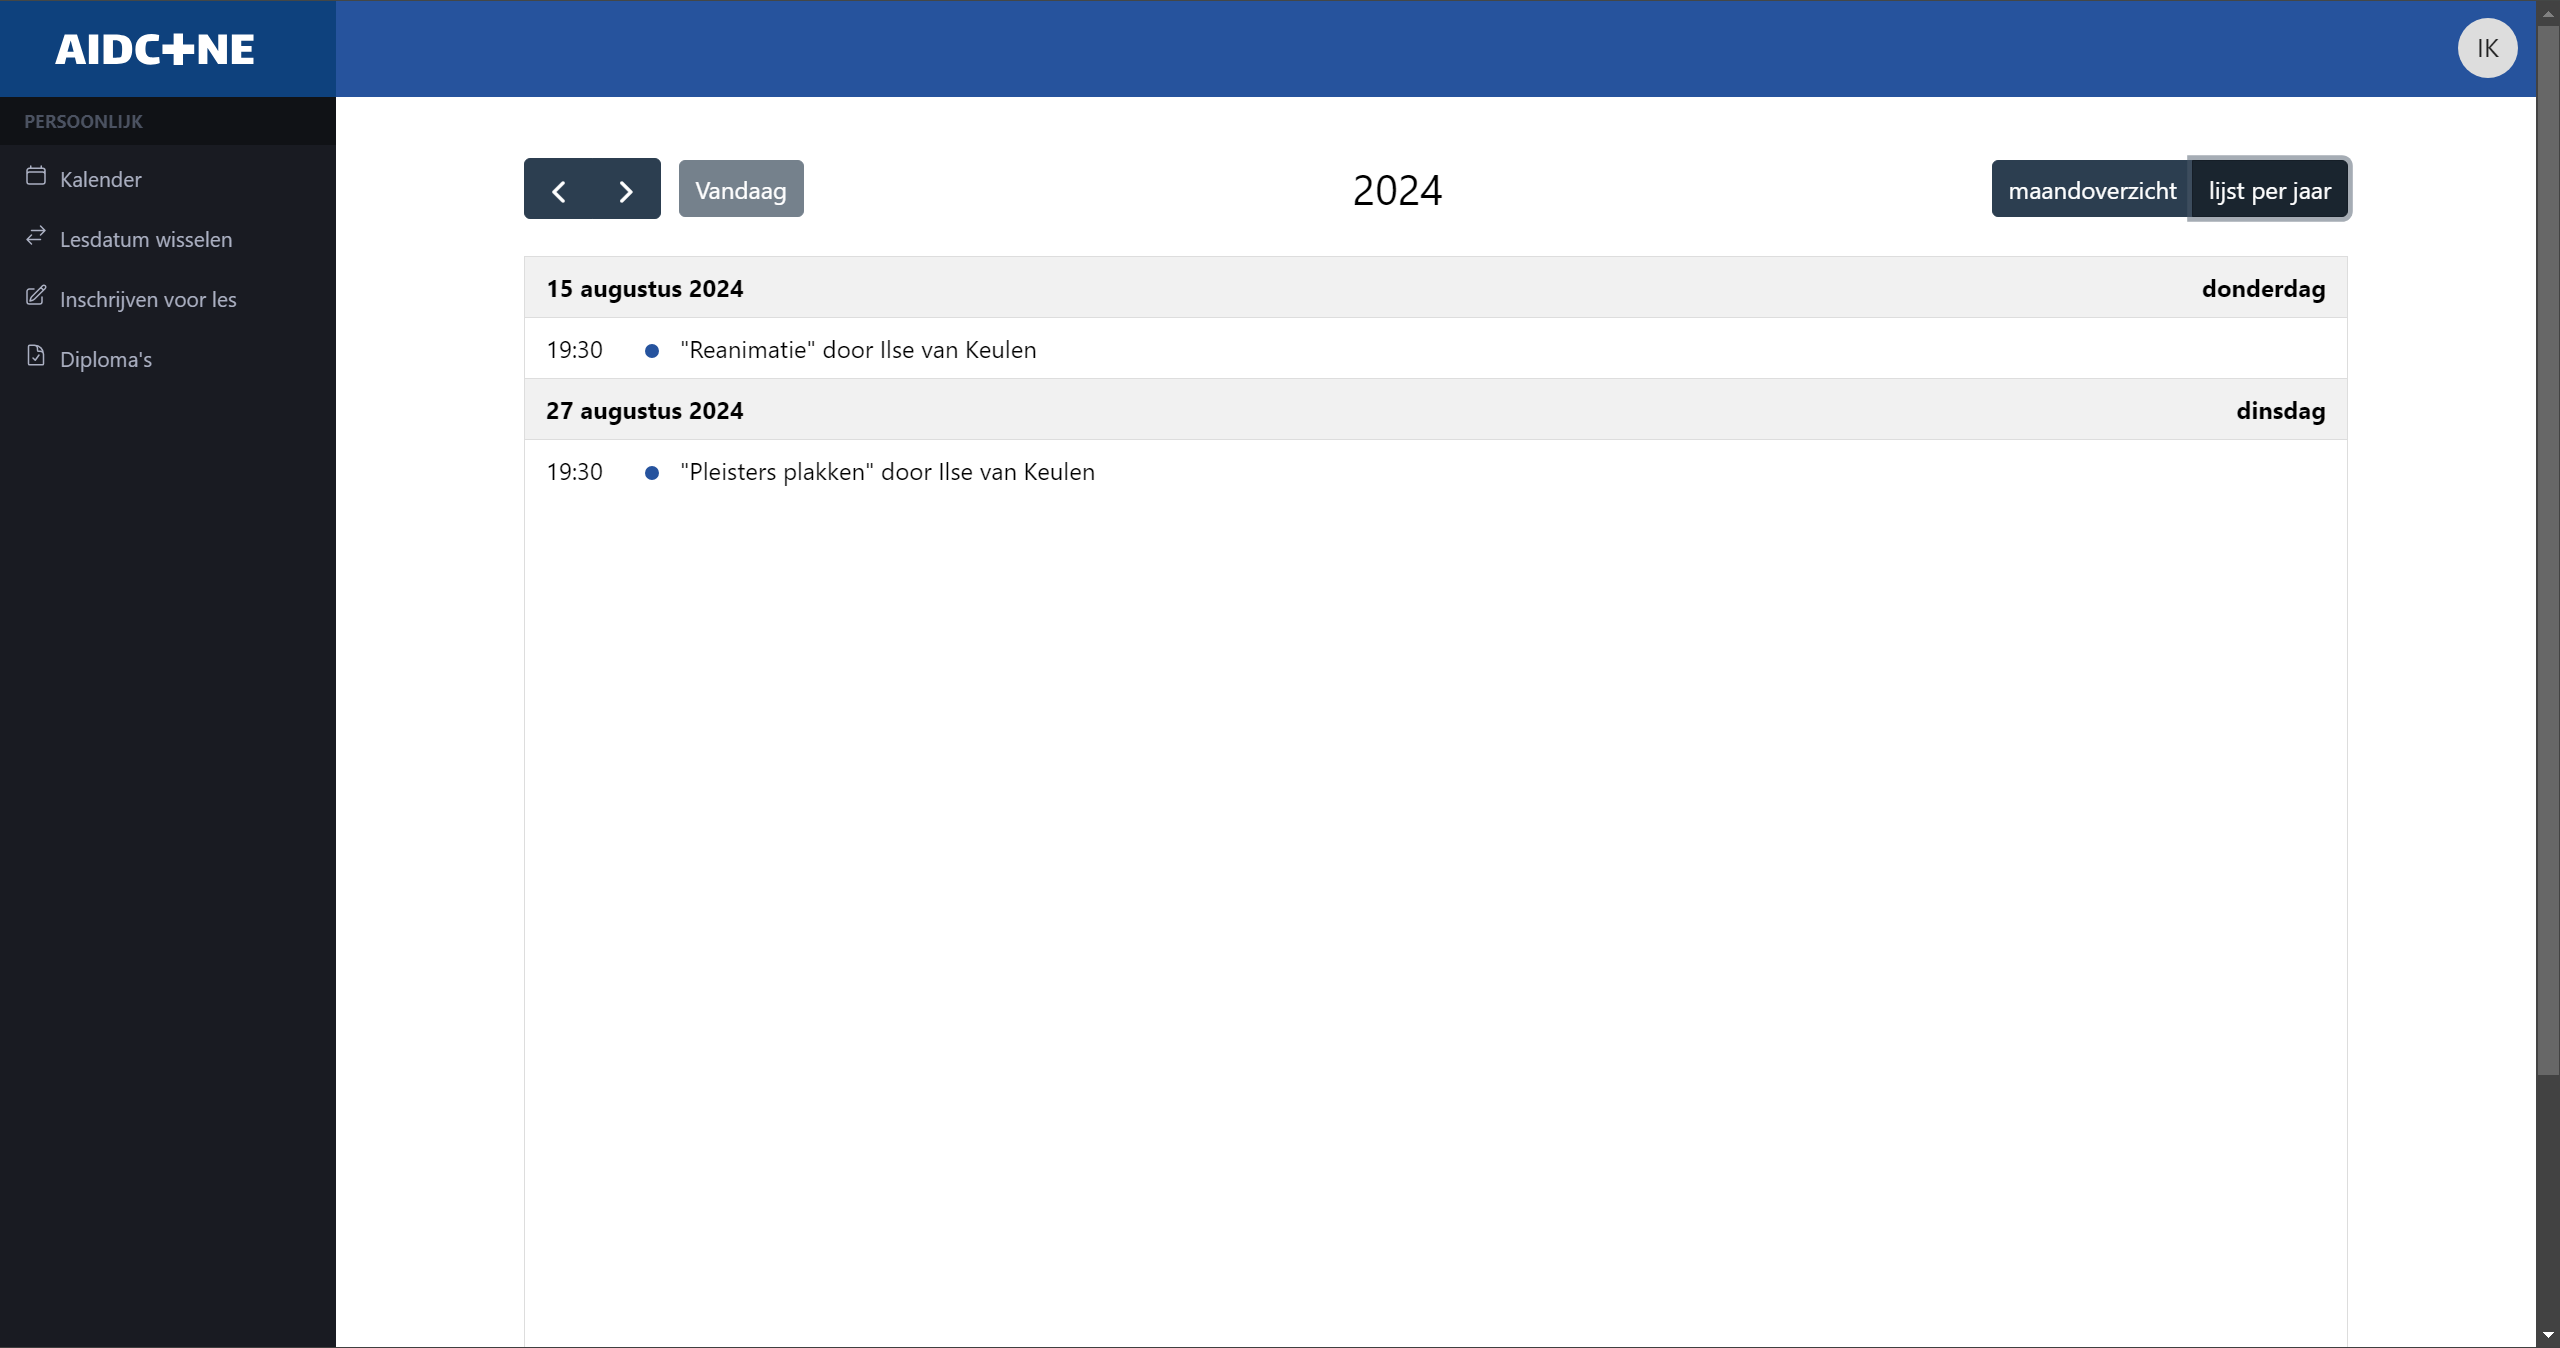 AIDC+NE
IK
PERSOONLIJK
Kalender
Lesdatum wisselen
Inschrijven voor les
Diploma's
Vandaag
2024
maandoverzicht
lijst per jaar
15 augustus 2024 donderdag
19:30 "Reanimatie" door Ilse van Keulen
27 augustus 2024 dinsdag
19:30 "Pleisters plakken" door Ilse van Keulen